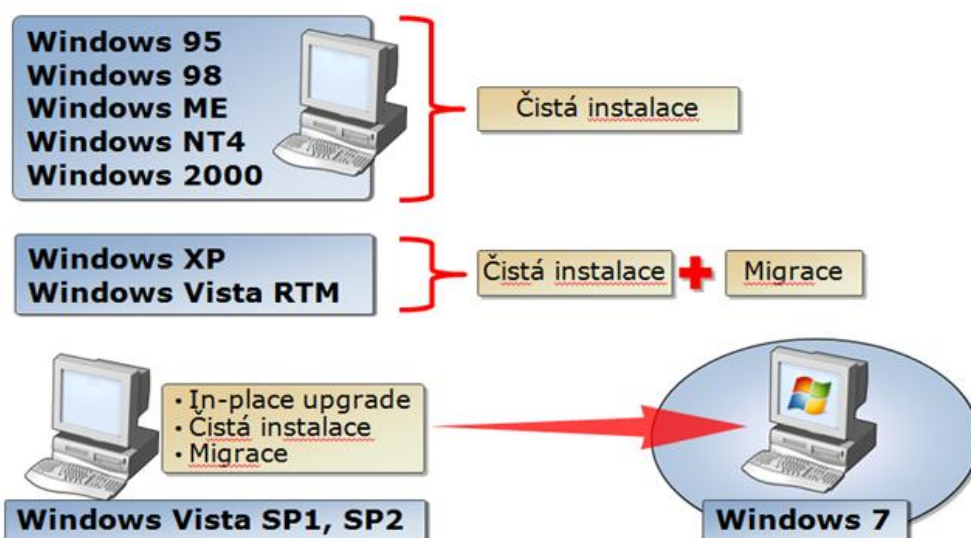 Windows 95
Windows 98
Windows ME
Windows NT4
Windows 2000
Čistá instalace
Windows XP
Windows Vista RTM
Čistá instalace
Migrace
• In-place upgrade
• Čistá instalace
• Migrace
Windows Vista SP1, SP2
Windows 7